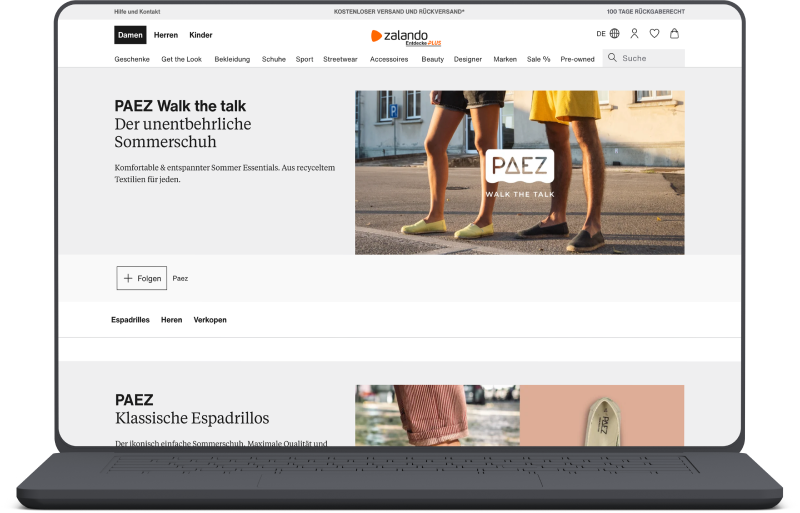 Hilfe und Kontakt
KOSTENLOSER VERSAND UND RÜCKVERSAND*
100 TAGE RÜCKGABERECHT
Damen Herren Kinder
zalando
Entdecke PLUS
DE
Geschenke Get the Look Bekleidung Schuhe Sport Streetwear Accessoires Beauty Designer Marken Sale % Pre-owned Suche
PAEZ Walk the talk
Der unentbehrliche
Sommerschuh
Komfortable & entspannter Sommer Essentials. Aus recyceltem
Textilien für jeden.
P
PAEZ
WALK THE TALK
Folgen Paez
Espadrilles Heren Verkopen
PAEZ
Klassische Espadrillos
Der ikonisch einfache Sommerschuh. Maximale Qualität und
PAEZ